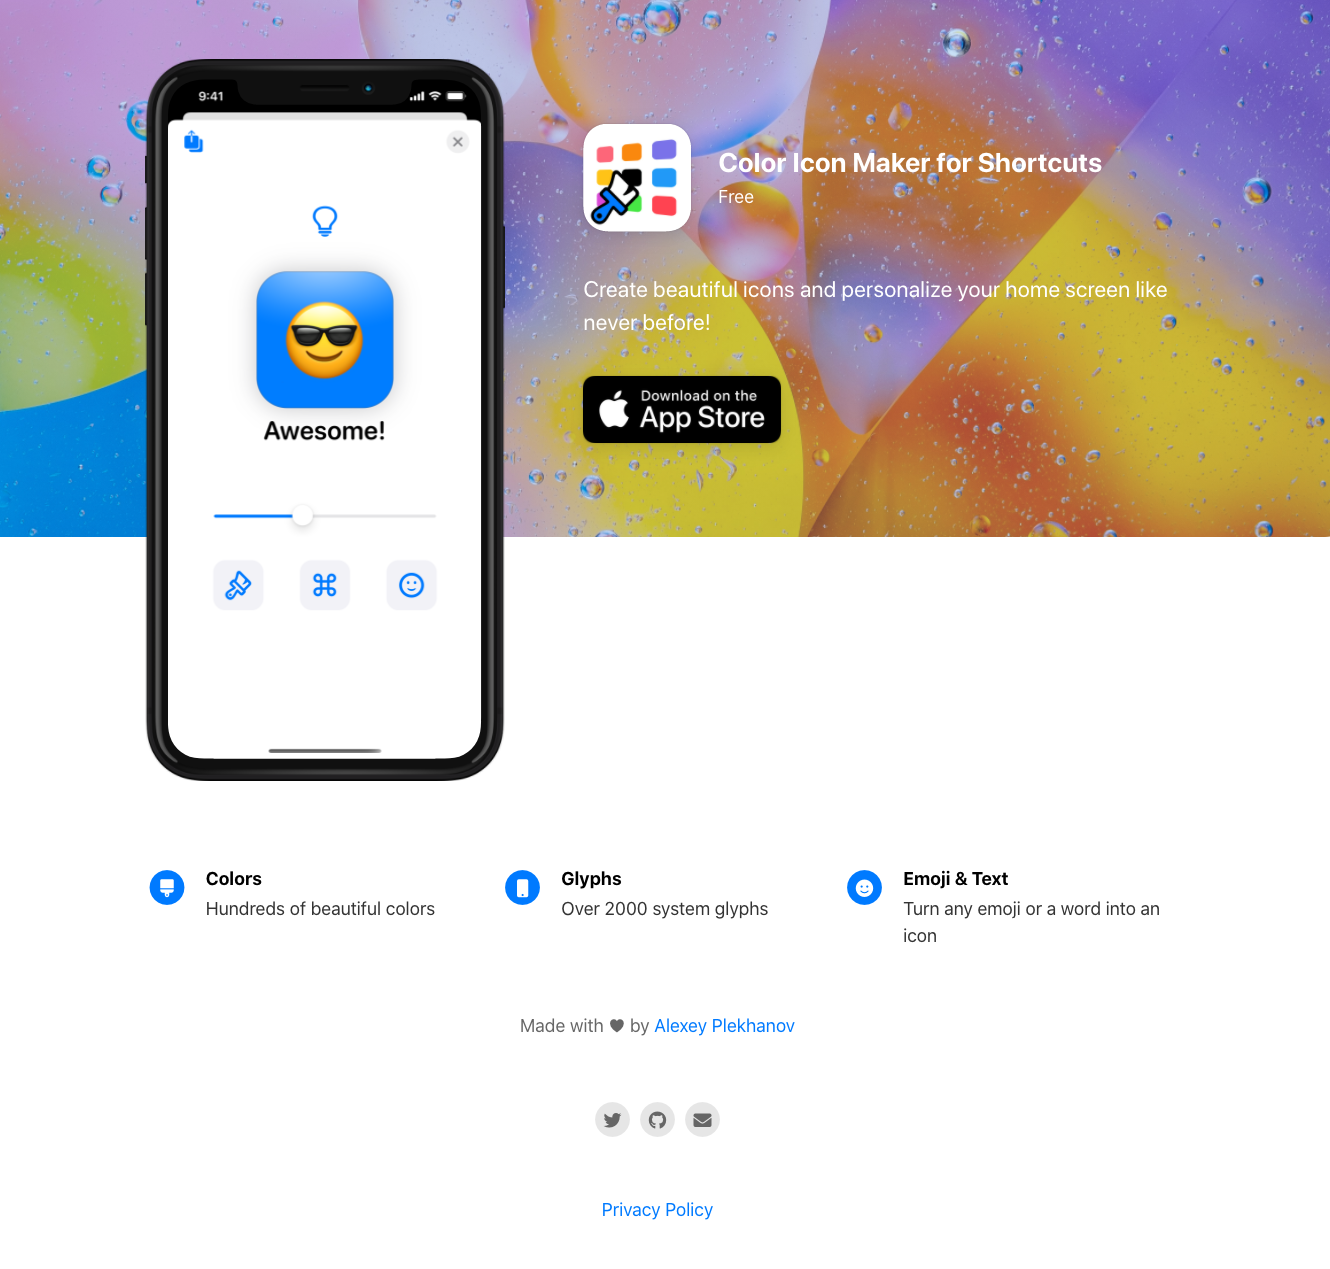 9:41
Awesome!
Color Icon Maker for Shortcuts
Free
Create beautiful icons and personalize your home screen like
never before!
Download on the
App Store
Colors
Hundreds of beautiful colors
Glyphs
Over 2000 system glyphs
Emoji & Text
Turn any emoji or a word into an
icon
Made with ♥ by Alexey Plekhanov
Privacy Policy